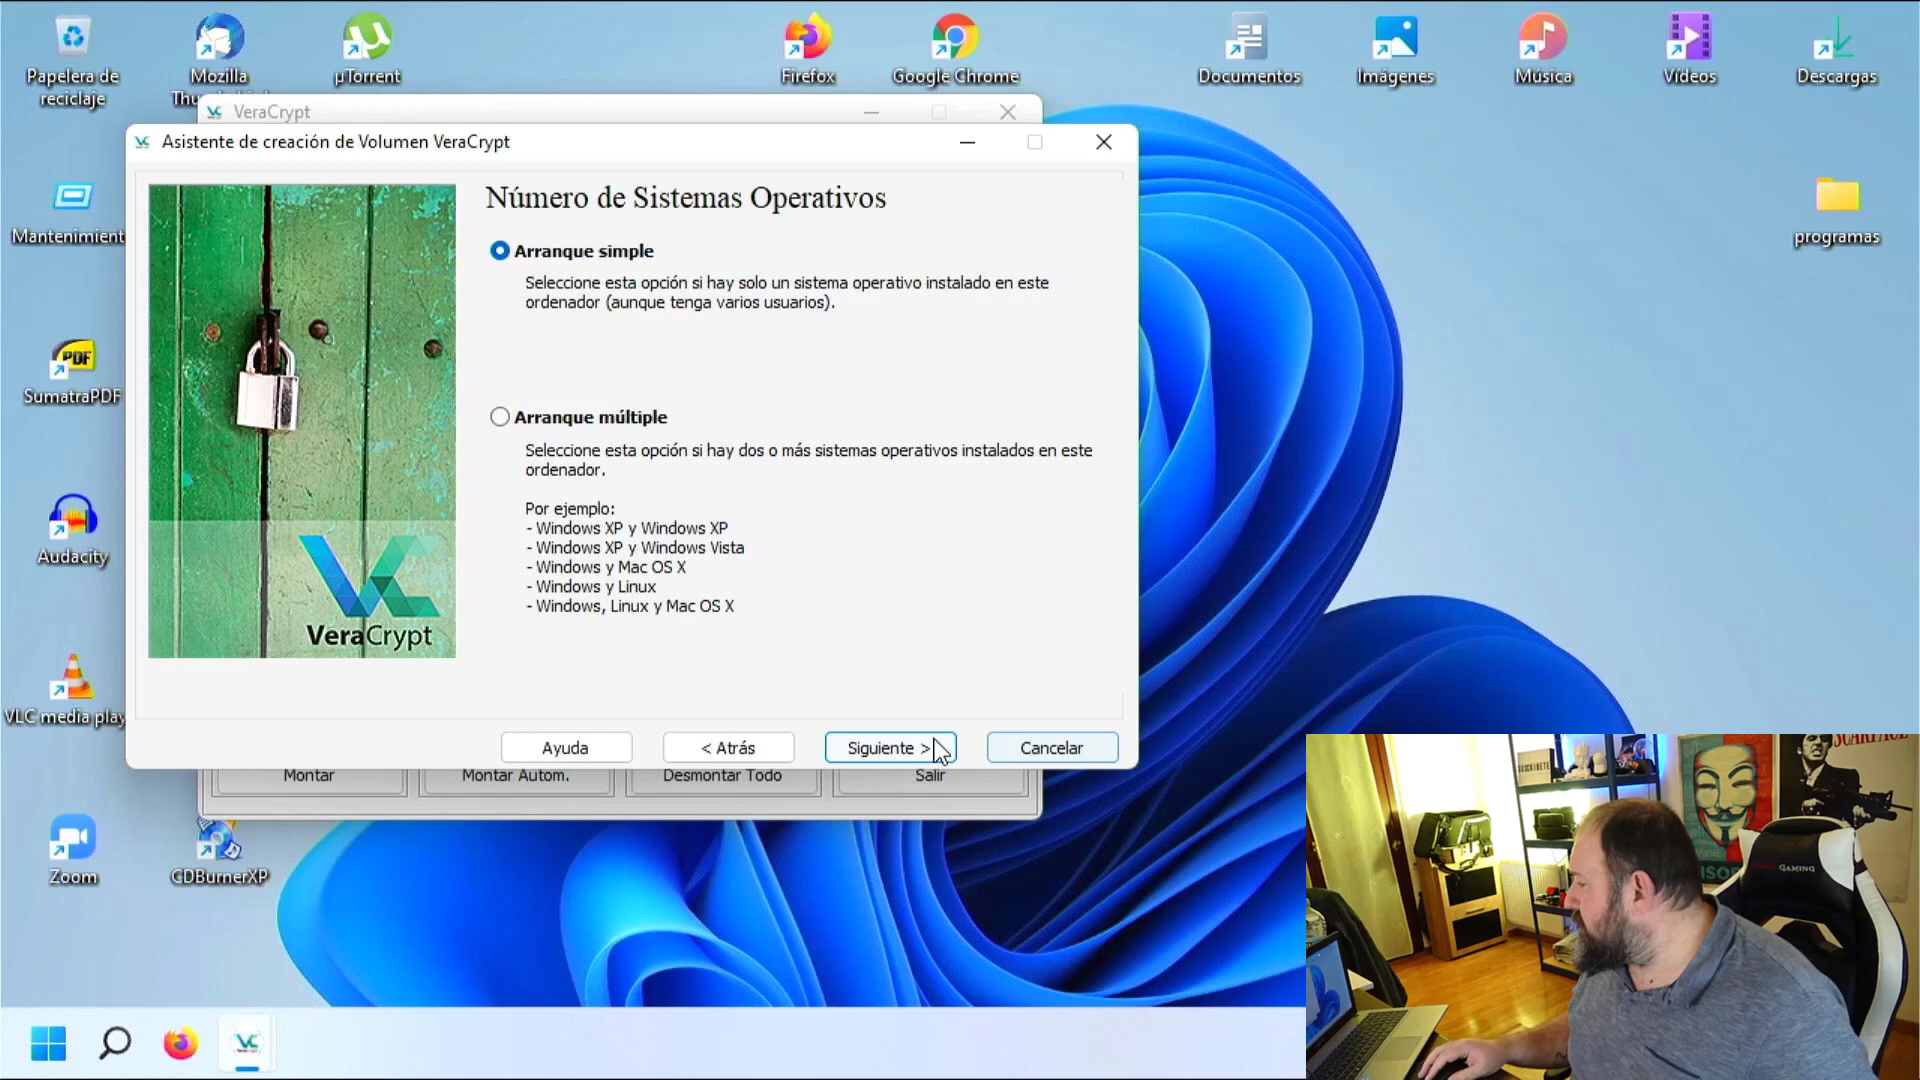 Papelera de
reciclaje
Mozilla
µTorrent
Firefox
Google Chrome
Documentos
Imágenes
Música
Vídeos
Descargas
VeraCrypt
Asistente de creación de Volumen VeraCrypt
Número de Sistemas Operativos
Arranque simple
Seleccione esta opción si hay solo un sistema operativo instalado en este
ordenador (aunque tenga varios usuarios).
Arranque múltiple
Seleccione esta opción si hay dos o más sistemas operativos instalados en este
ordenador.
Por ejemplo:
- Windows XP y Windows XP
- Windows XP y Windows Vista
- Windows y Mac OS X
- Windows y Linux
- Windows, Linux y Mac OS X
VeraCrypt
Ayuda
< Atrás
Siguiente >
Cancelar
Montar
Montar Autom.
Desmontar Todo
Salir
Mantenimient
programas
PDF
SumatraPDF
Audacity
VLC media play
Zoom
CDBurnerXP
SUSCRIBETE
SCARFACE
GAMING